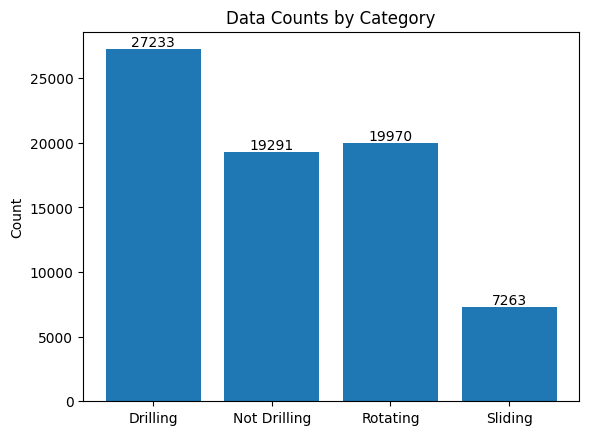 Data Counts by Category
Count
25000
20000
15000
10000
5000
0
27233
19291
19970
7263
Drilling
Not Drilling
Rotating
Sliding